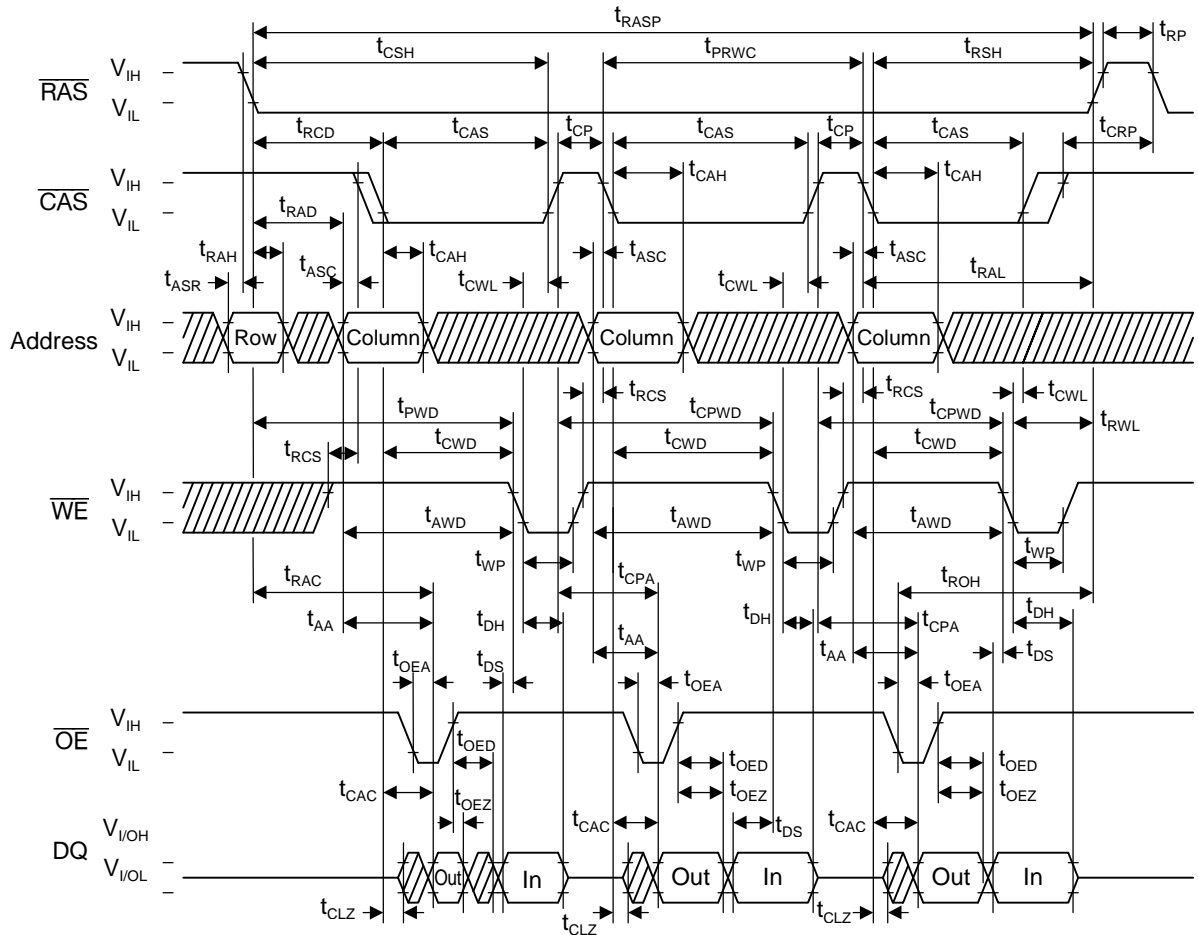 tRASP
tCSH tPRWC tRSH tRP
RAS VIH
VIL
tRCD tCAS tCP tCAS tCP tCAS tCRP
CAS VIH
VIL
tCAH tCAH
tRAD
tRAH tASC tCAH tASC tASC
tASR tCWL tCWL tRAL
Address VIH
VIL
Row Column Column Column
tRCS tRCS tCWL
tPWD tCPWD tCPWD
tRCS tCWD tCWD tCWD tRWL
WE VIH
VIL
tAWD tAWD tAWD
tWP tWP tWP
tRAC tCPA tROH
tAA tDH tDH tCPA tDH
tAA tAA
tOEA tDS tOEA tOEA tDS
OE VIH
VIL
tOED tOED tOED
tCAC tOEZ tOEZ tOEZ
tCAC tDS tCAC
DQ VI/OH
VI/OL
Out In Out In Out In
tCLZ tCLZ tCLZ